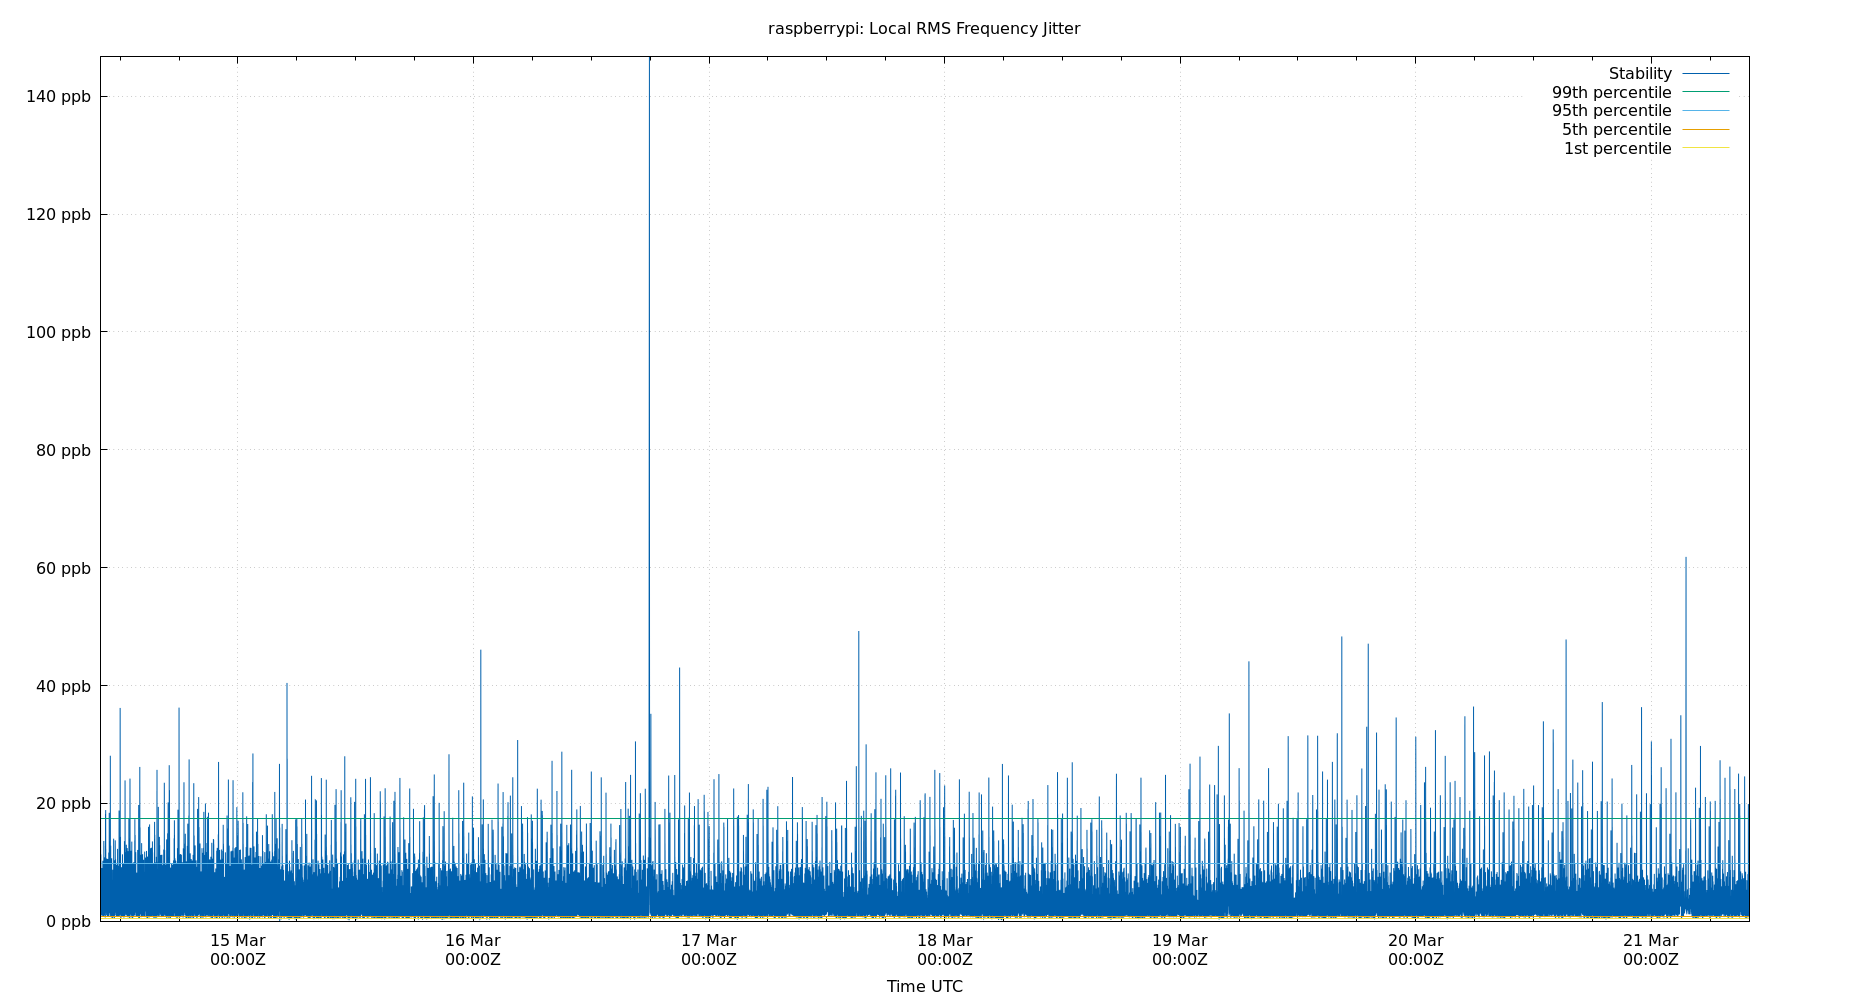 raspberrypi: Local RMS Frequency Jitter
Stability
99th percentile
95th percentile
5th percentile
1st percentile
140 ppb
120 ppb
100 ppb
80 ppb
60 ppb
40 ppb
20 ppb
0 ppb
15 Mar 16 Mar 17 Mar 18 Mar 19 Mar 20 Mar 21 Mar
00:00Z 00:00Z 00:00Z 00:00Z 00:00Z 00:00Z 00:00Z
Time UTC